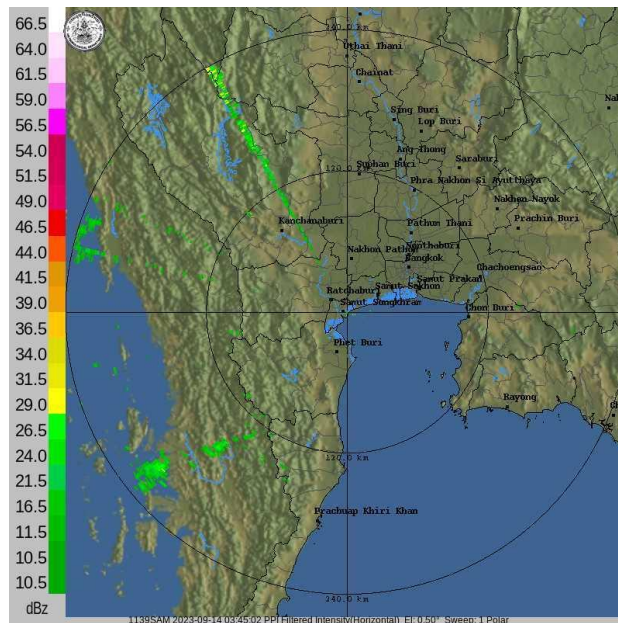 66.5
64.0
61.5
59.0
56.5
54.0
51.5
49.0
46.5
44.0
41.5
39.0
36.5
34.0
31.5
29.0
26.5
24.0
21.5
16.5
10.5
10.5
dBz
240.0 km
Uthai Thani
Chainat
Sing Buri
Lop Buri
Ang Thong
120.0
Suphan Buri
Saraburi
Phra Nakhon Si Ayutthaya
Nakhon Nayok
Kanchanaburi
Pathum Thani
Prachin Buri
Nakhon Pathom
Nonthaburi
Bangkok
Chachoengsao
Samut Prakan
Ratchaburi
Samut Sakhon
Samut Songkhram
Chon Buri
Phet Buri
Rayong
120.0 km
Prachuap Khiri Khan
240.0 km
1139SAM 2023-09-14 03:45:02 PPI Filtered Intensity(Horizontal) El: 0.50° Sweep: 1 Polar